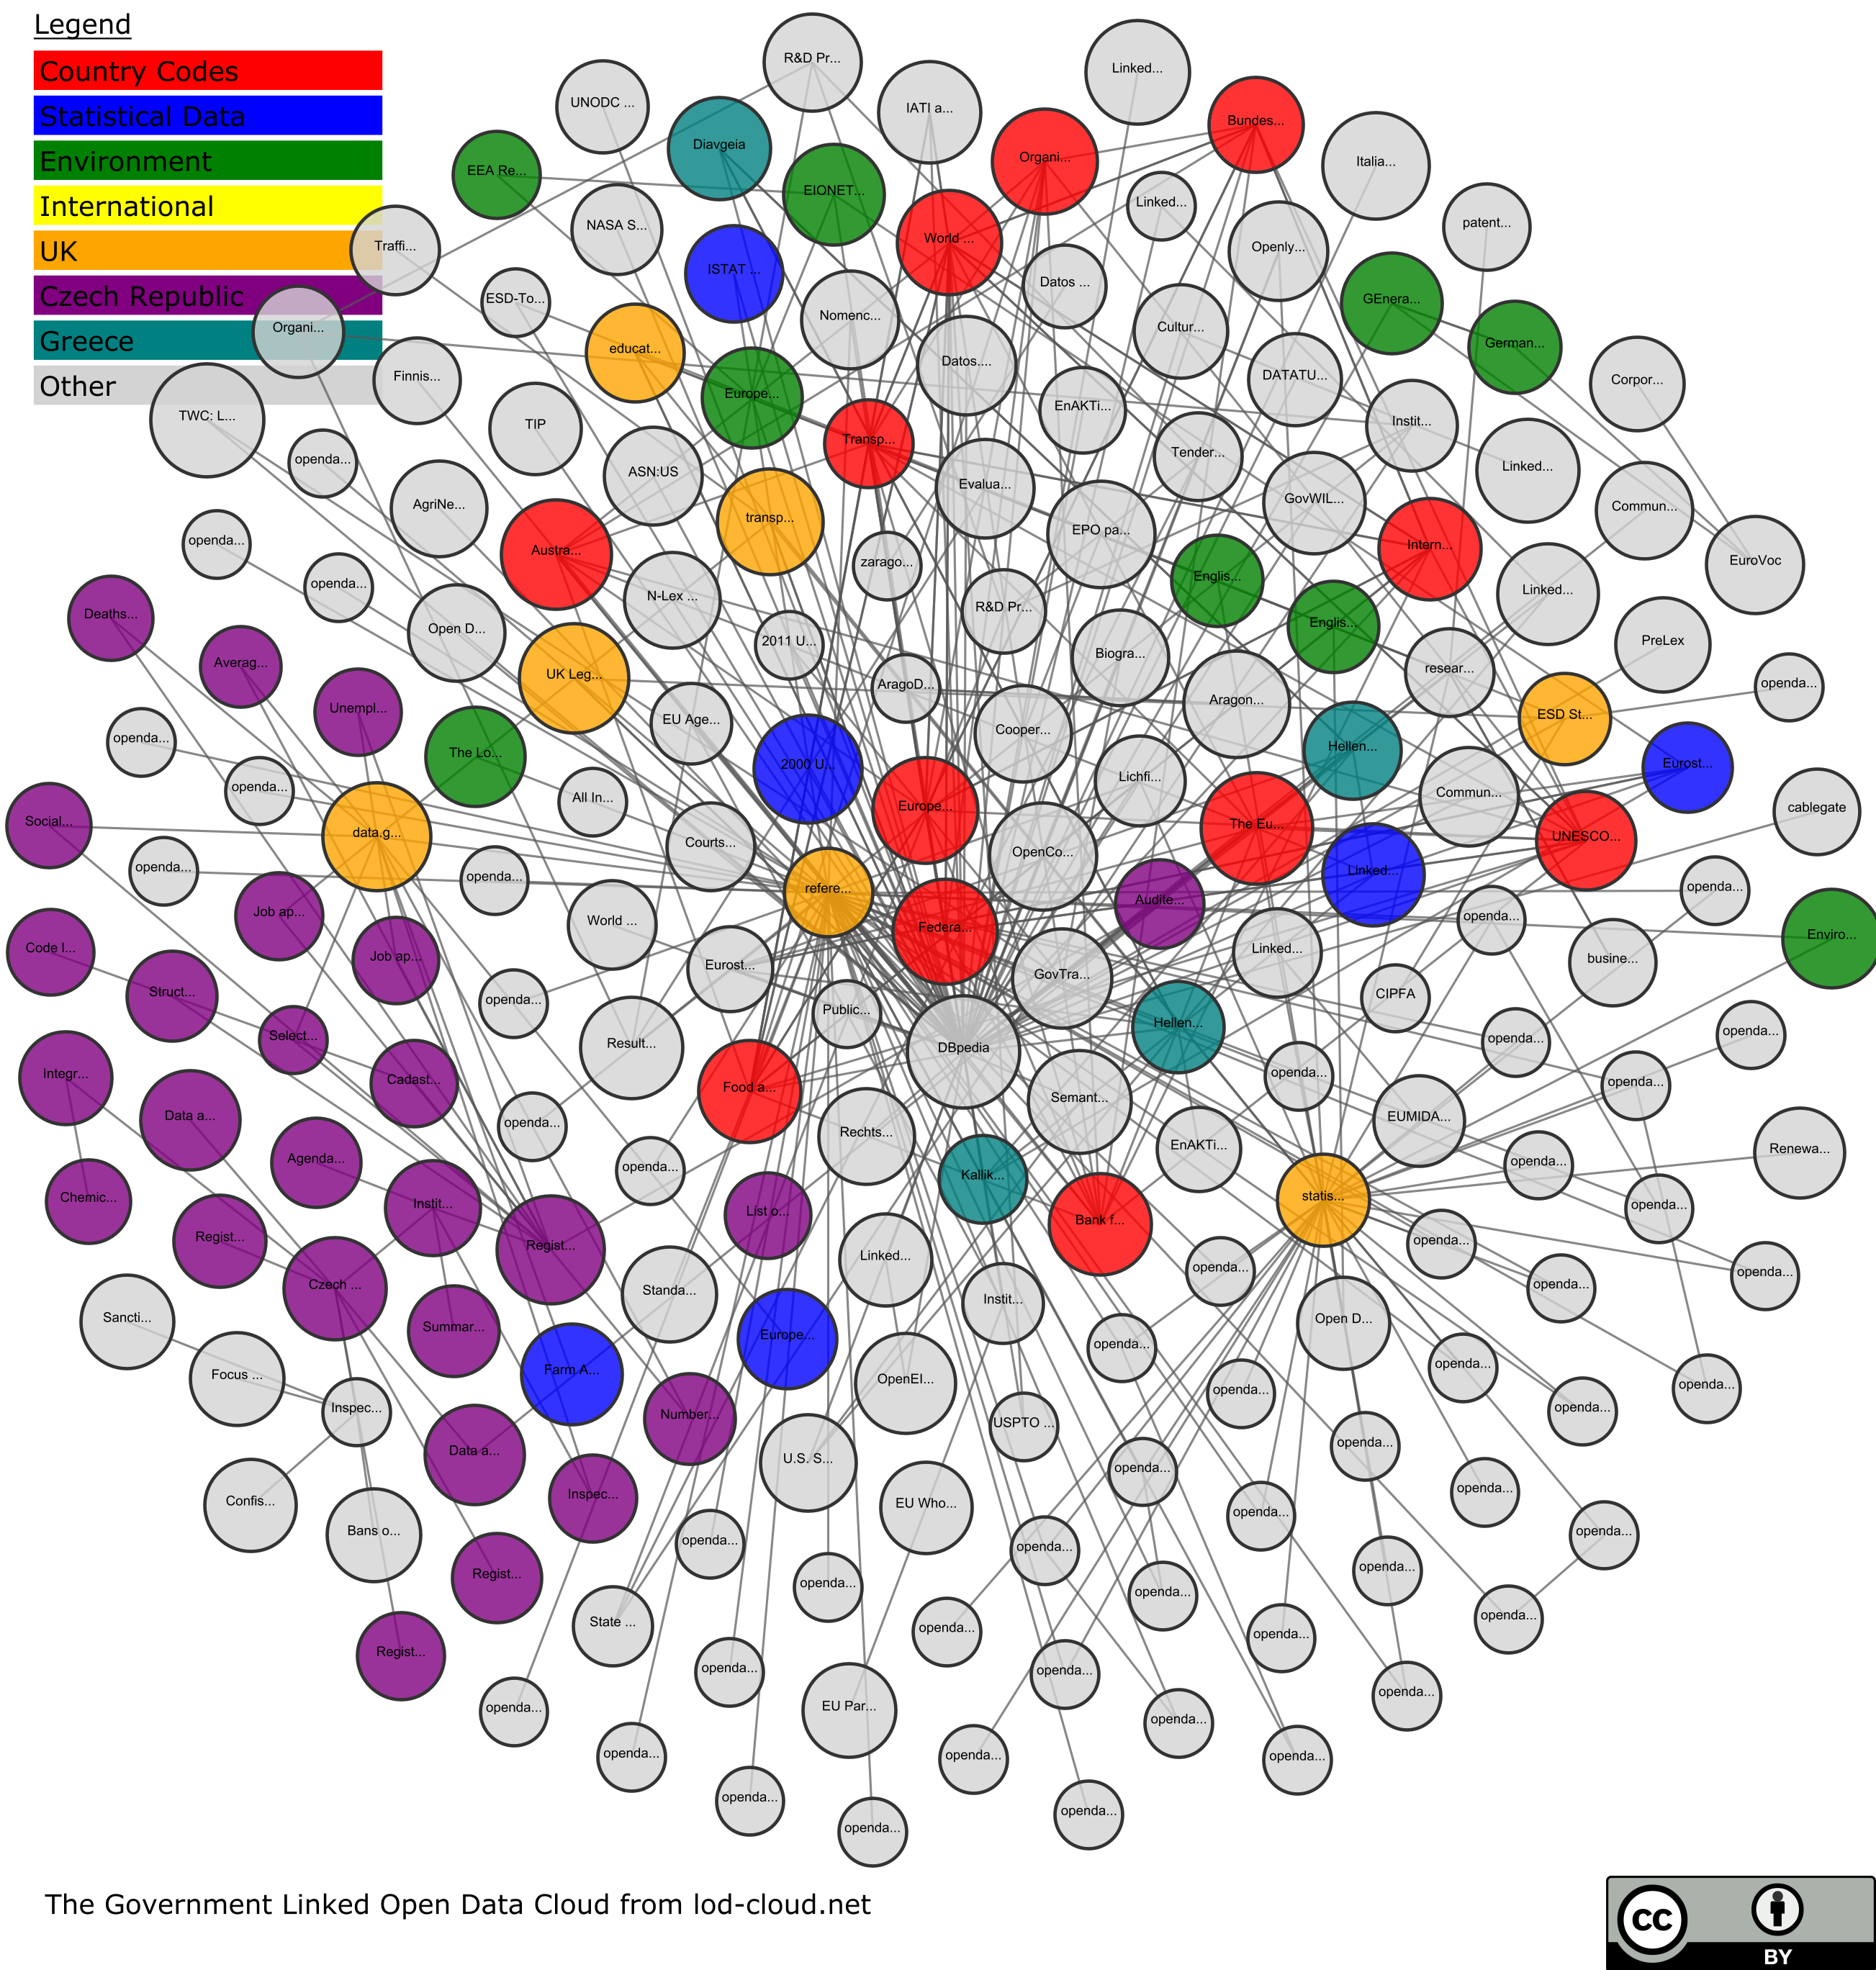 Legend
Country Codes
Statistical Data
Environment
International
UK
Czech Republic
Greece
Other
R&D Pr...
Linked...
UNODC ...
IATI a...
Bundes...
Diavgeia
Organi...
Italia...
EEA Re...
EIONET...
Linked...
NASA S...
patent...
Traffi...
World ...
Openly...
ISTAT ...
Datos ...
ESD-To...
GEnera...
Nomenc...
Organi...
Cultur...
German...
educat...
Datos....
Finnis...
DATATU...
Corpor...
Europe...
EnAKTi...
TWC: L...
TIP
Instit...
Transp...
Tender...
openda...
ASN:US
Linked...
Evalua...
AgriNe...
GovWIL...
Commun...
transp...
EPO pa...
openda...
Austra...
Intern...
zarago...
EuroVoc
openda...
Englis...
Linked...
N-Lex ...
R&D Pr...
Deaths...
Open D...
Englis...
2011 U...
PreLex
Biogra...
Averag...
resear...
UK Leg...
AragoD...
openda...
Aragon...
Unempl...
ESD St...
EU Age...
Cooper...
openda...
The Lo...
Hellen...
2000 U...
Eurost...
Lichfi...
openda...
Commun...
All In...
Europe...
cablegate
Social...
The Eu...
data.g...
UNESCO...
Courts...
OpenCo...
openda...
Linked...
openda...
refere...
openda...
Audite...
Job ap...
openda...
World ...
Federa...
Enviro...
Code I...
Linked...
Job ap...
busine...
Eurost...
GovTra...
Struct...
CIPFA
openda...
Public...
Hellen...
openda...
Select...
openda...
Result...
DBpedia
Integr...
openda...
Cadast...
openda...
Food a...
Semant...
Data a...
EUMIDA...
openda...
Rechts...
EnAKTi...
Renewa...
Agenda...
openda...
openda...
Kallik...
Chemic...
statis...
Instit...
openda...
List o...
Bank f...
Regist...
openda...
Regist...
Linked...
openda...
openda...
Czech ...
openda...
Standa...
Instit...
Sancti...
Open D...
Summar...
Europe...
openda...
openda...
Farm A...
Focus ...
OpenEI...
openda...
openda...
Inspec...
openda...
Number...
USPTO ...
openda...
Data a...
U.S. S...
openda...
openda...
Inspec...
Confis...
EU Who...
openda...
Bans o...
openda...
openda...
openda...
openda...
Regist...
openda...
openda...
openda...
State ...
openda...
openda...
Regist...
openda...
openda...
openda...
openda...
EU Par...
openda...
openda...
openda...
openda...
openda...
openda...
openda...
The Government Linked Open Data Cloud from lod-cloud.net
cc
BY